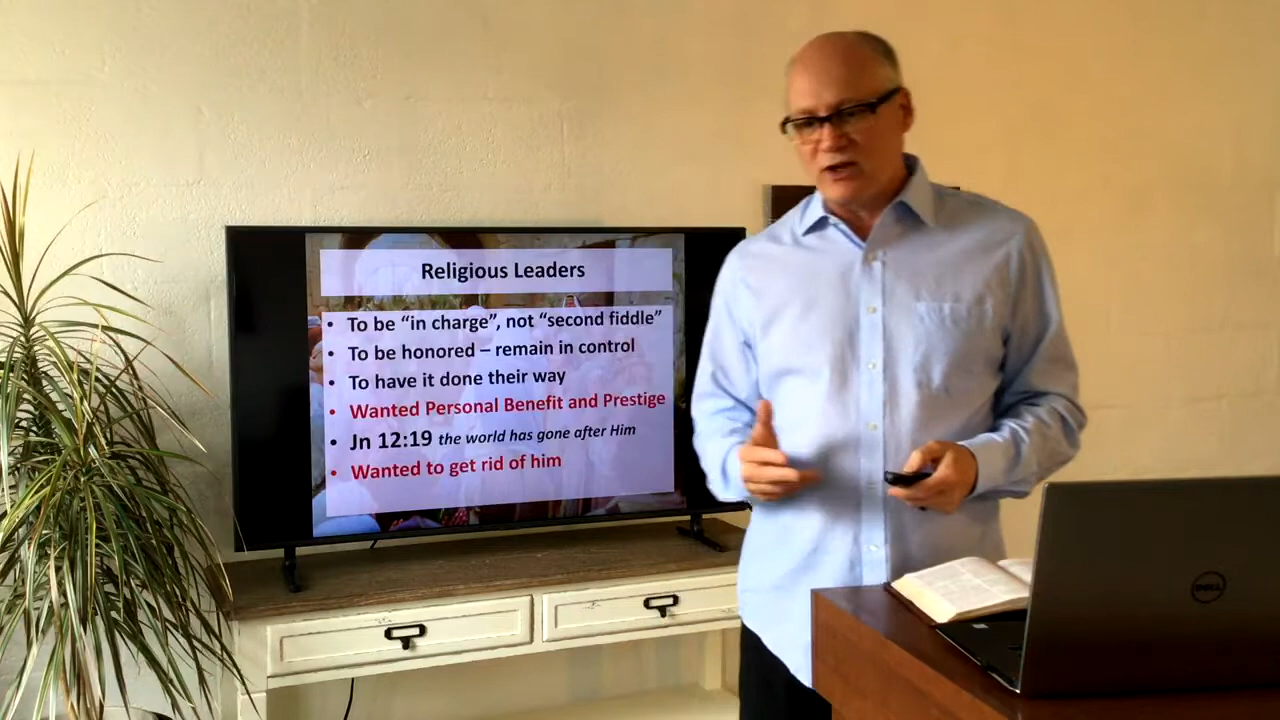 Religious Leaders
• To be “in charge”, not “second fiddle”
• To be honored – remain in control
• To have it done their way
• Wanted Personal Benefit and Prestige
• Jn 12:19 the world has gone after Him
• Wanted to get rid of him
DELL